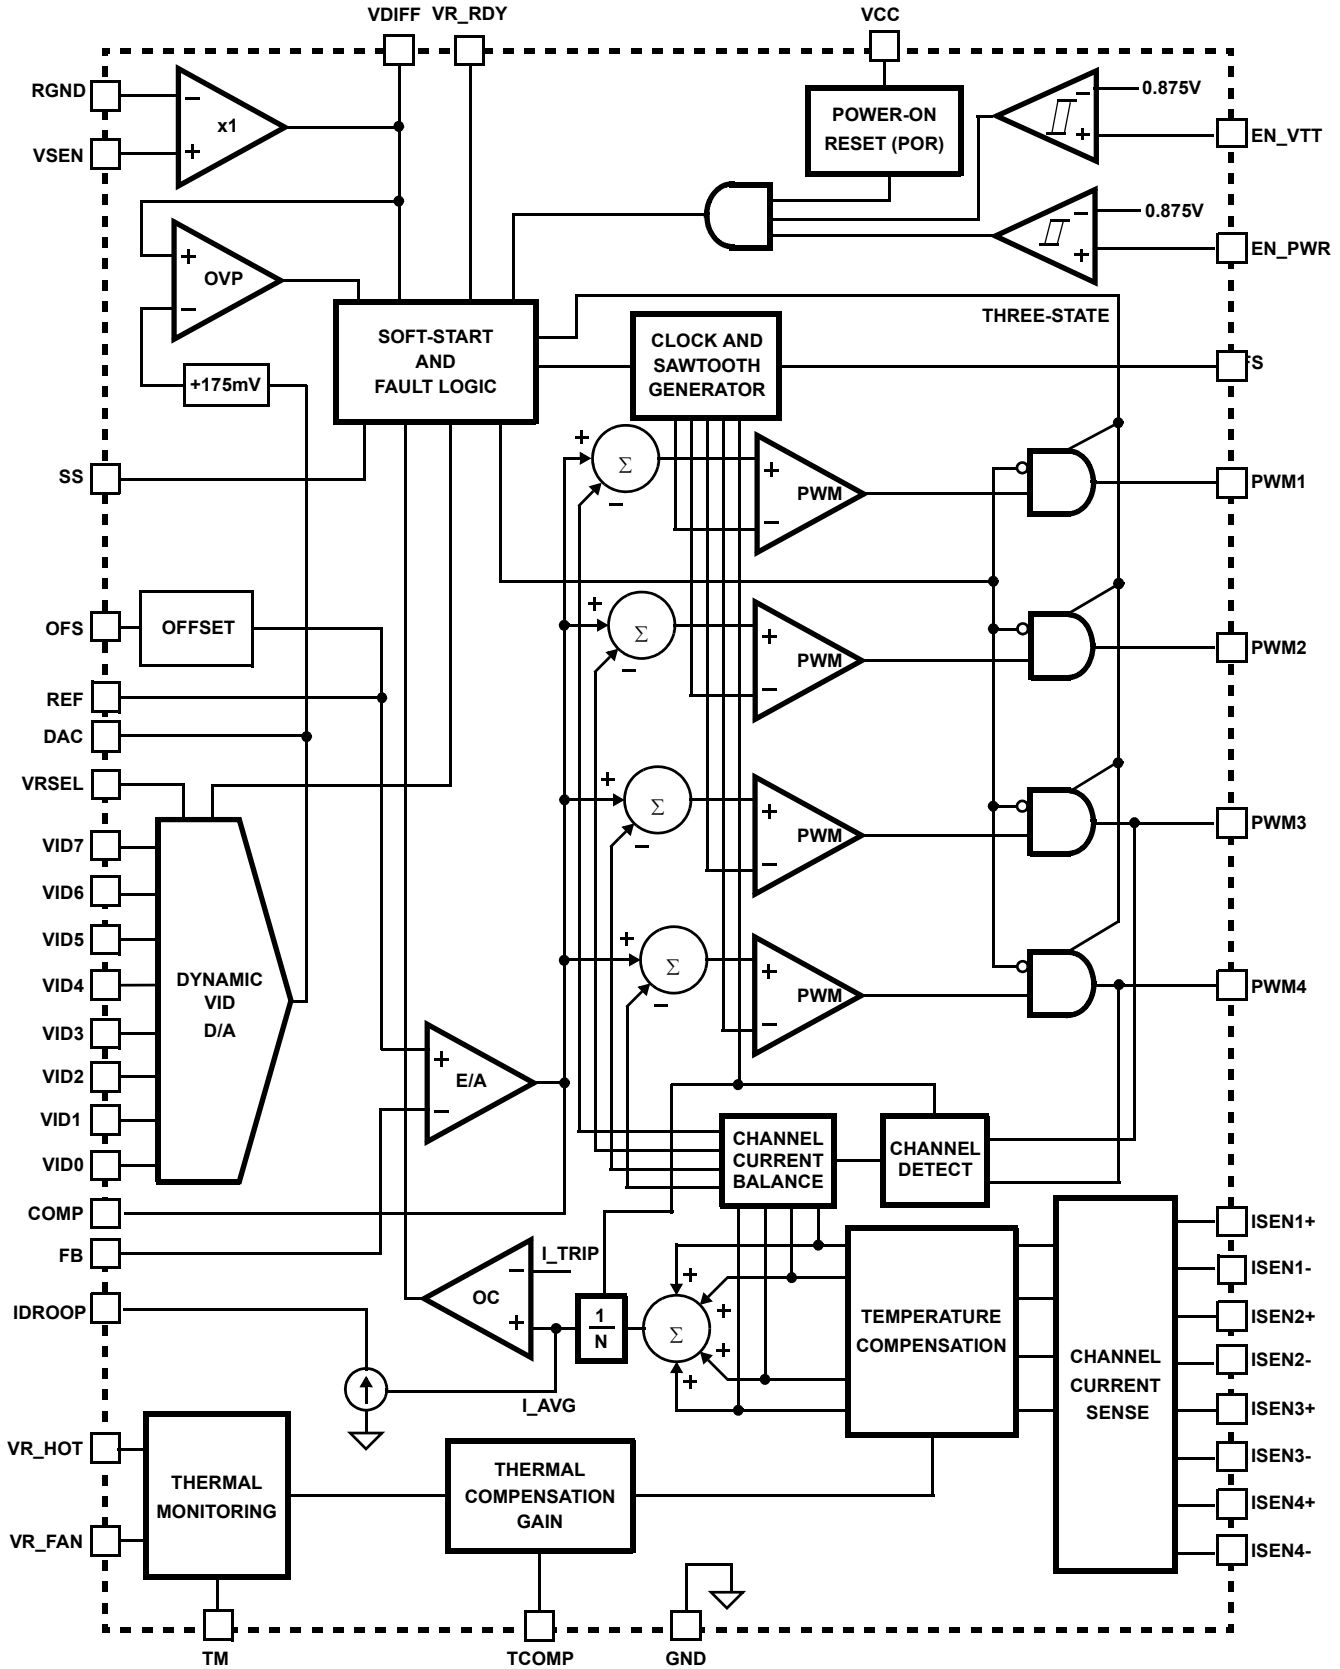 VDIFF VR_RDY VCC
RGND
−
x1
+
VSEN
POWER-ON
RESET (POR)
− 0.875V
+
EN_VTT
− 0.875V
+
EN_PWR
+
OVP
−
+175mV
SOFT-START
AND
FAULT LOGIC
CLOCK AND
SAWTOOTH
GENERATOR
THREE-STATE
FS
SS
+
Σ
−
+
PWM
−
PWM1
OFS
OFFSET
+
Σ
−
+
PWM
−
PWM2
REF
DAC
VRSEL
+
Σ
−
+
PWM
−
PWM3
VID7
VID6
VID5
VID4
VID3
VID2
VID1
VID0
DYNAMIC
VID
D/A
+
Σ
−
+
PWM
−
PWM4
+
E/A
−
CHANNEL
CURRENT
BALANCE
CHANNEL
DETECT
COMP
FB
IDROOP
I_TRIP
−
OC
+
1
N
+
+
+
+
Σ
I_AVG
TEMPERATURE
COMPENSATION
CHANNEL
CURRENT
SENSE
ISEN1+
ISEN1-
ISEN2+
ISEN2-
ISEN3+
ISEN3-
ISEN4+
ISEN4-
VR_HOT
VR_FAN
THERMAL
MONITORING
THERMAL
COMPENSATION
GAIN
TM
TCOMP
GND